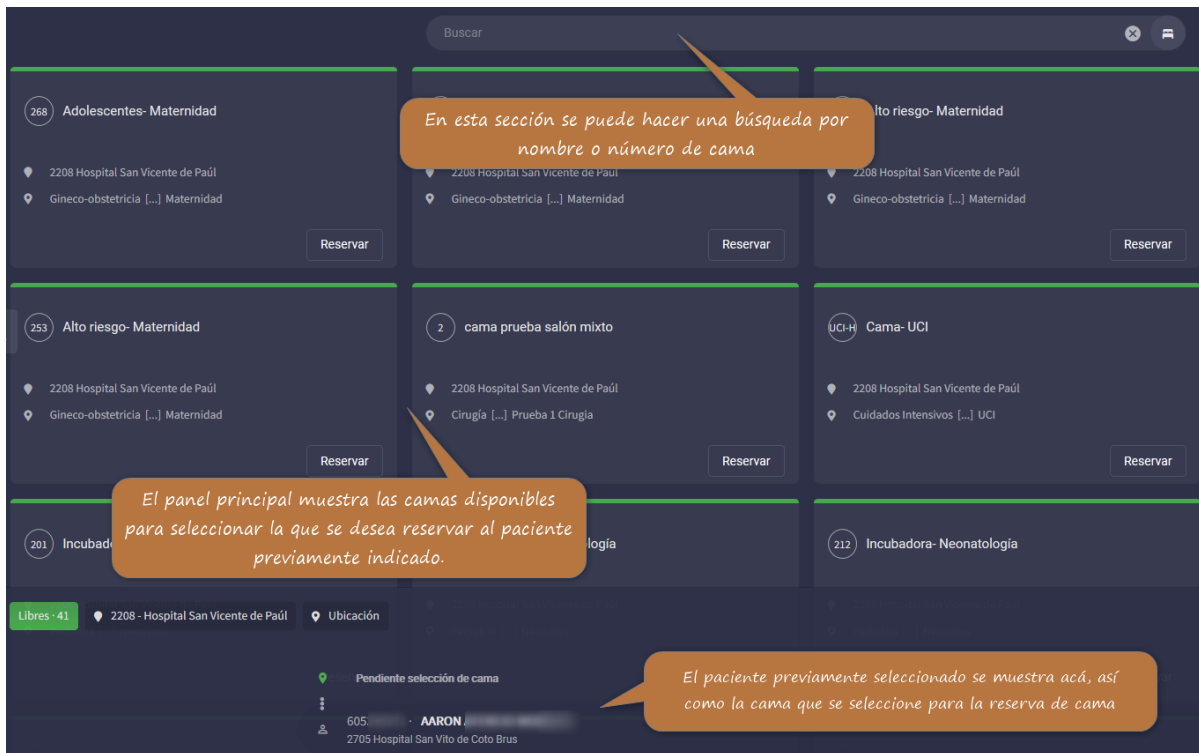 Buscar
268 Adolescentes- Maternidad
lto riesgo- Maternidad
En esta sección se puede hacer una búsqueda por
nombre o número de cama
2208 Hospital San Vicente de Paúl
2208 Hospital San Vicente de Paúl
2208 Hospital San Vicente de Paúl
Gineco-obstetricia [...] Maternidad
Gineco-obstetricia [...] Maternidad
Gineco-obstetricia [...] Maternidad
Reservar
Reservar
Reservar
253 Alto riesgo- Maternidad
2 cama prueba salón mixto
UCI-H Cama- UCI
2208 Hospital San Vicente de Paúl
2208 Hospital San Vicente de Paúl
2208 Hospital San Vicente de Paúl
Gineco-obstetricia [...] Maternidad
Cirugía [...] Prueba 1 Cirugia
Cuidados Intensivos [...] UCI
Reservar
Reservar
Reservar
El panel principal muestra las camas disponibles
para seleccionar la que se desea reservar al paciente
previamente indicado.
201 Incubad
logía
212 Incubadora- Neonatología
Libres · 41
2208 - Hospital San Vicente de Paúl
Ubicación
Pendiente selección de cama
605 · AARON
2705 Hospital San Vito de Coto Brus
El paciente previamente seleccionado se muestra acá, así
como la cama que se seleccione para la reserva de cama